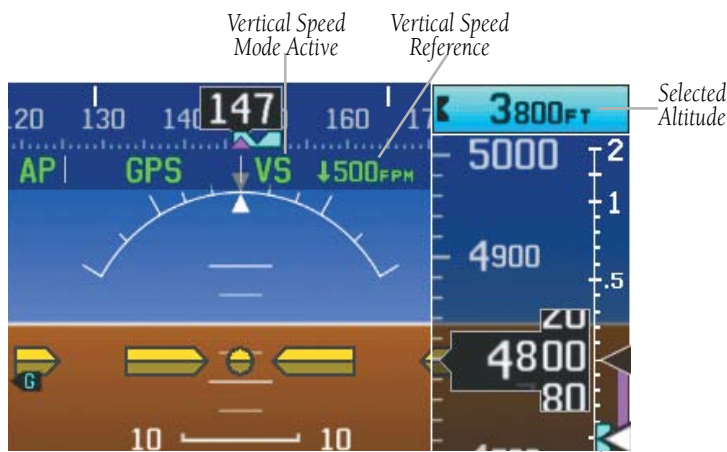 Vertical Speed
Mode Active
Vertical Speed
Reference
Selected
Altitude
120 130 140 147 160
3800FT
AP GPS VS ↓500FPM
5000
2
1
4900
.5
20
4800
80
G
10 10